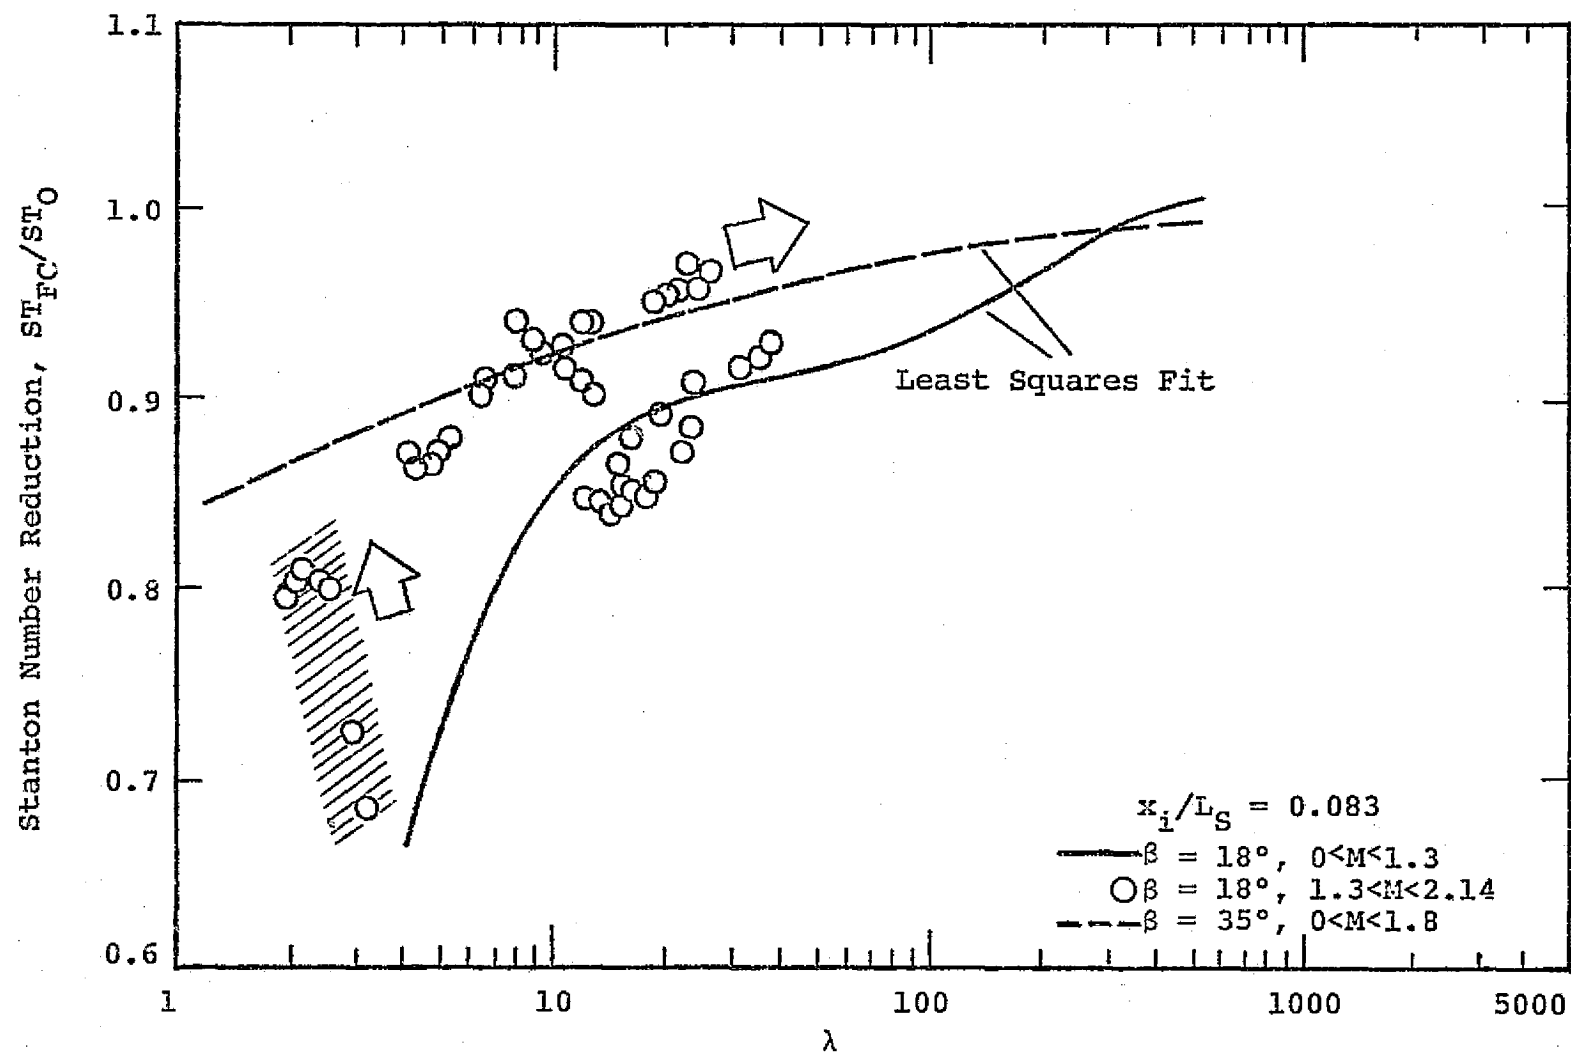 Stanton Number Reduction, ST_FC/ST_O
1.1
1.0
0.9
0.8
0.7
0.6
Least Squares Fit
x_i/L_S = 0.083
β = 18°, 0<M<1.3
β = 18°, 1.3<M<2.14
β = 35°, 0<M<1.8
1 10 100 1000 5000
λ